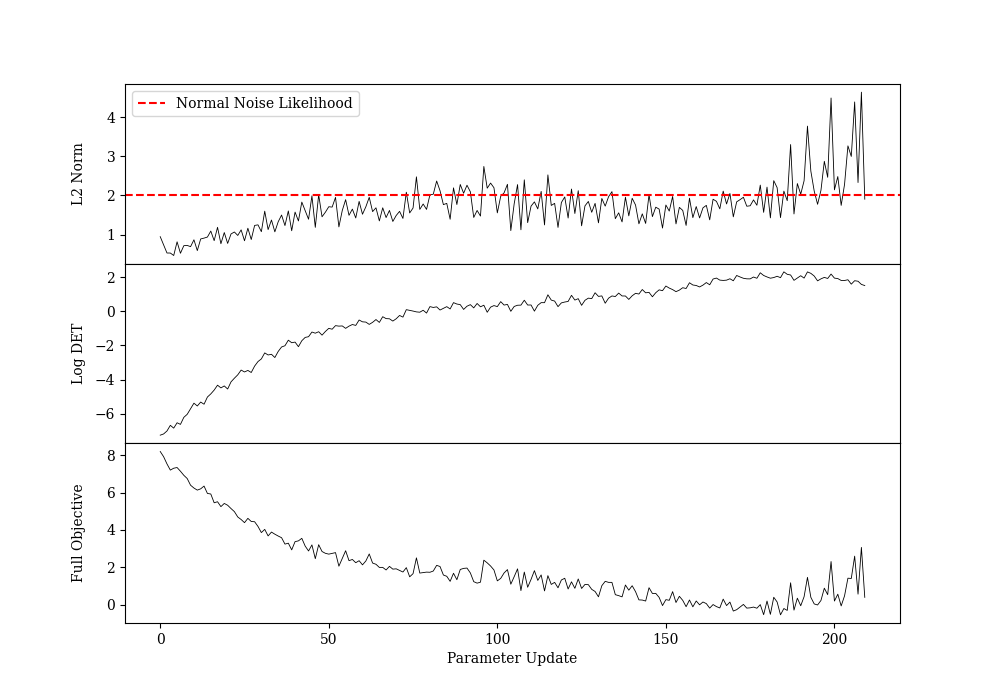 Normal Noise Likelihood
4
3
2
1
L2 Norm
2
0
−2
−4
−6
Log DET
8
6
4
2
0
Full Objective
0 50 100 150 200
Parameter Update